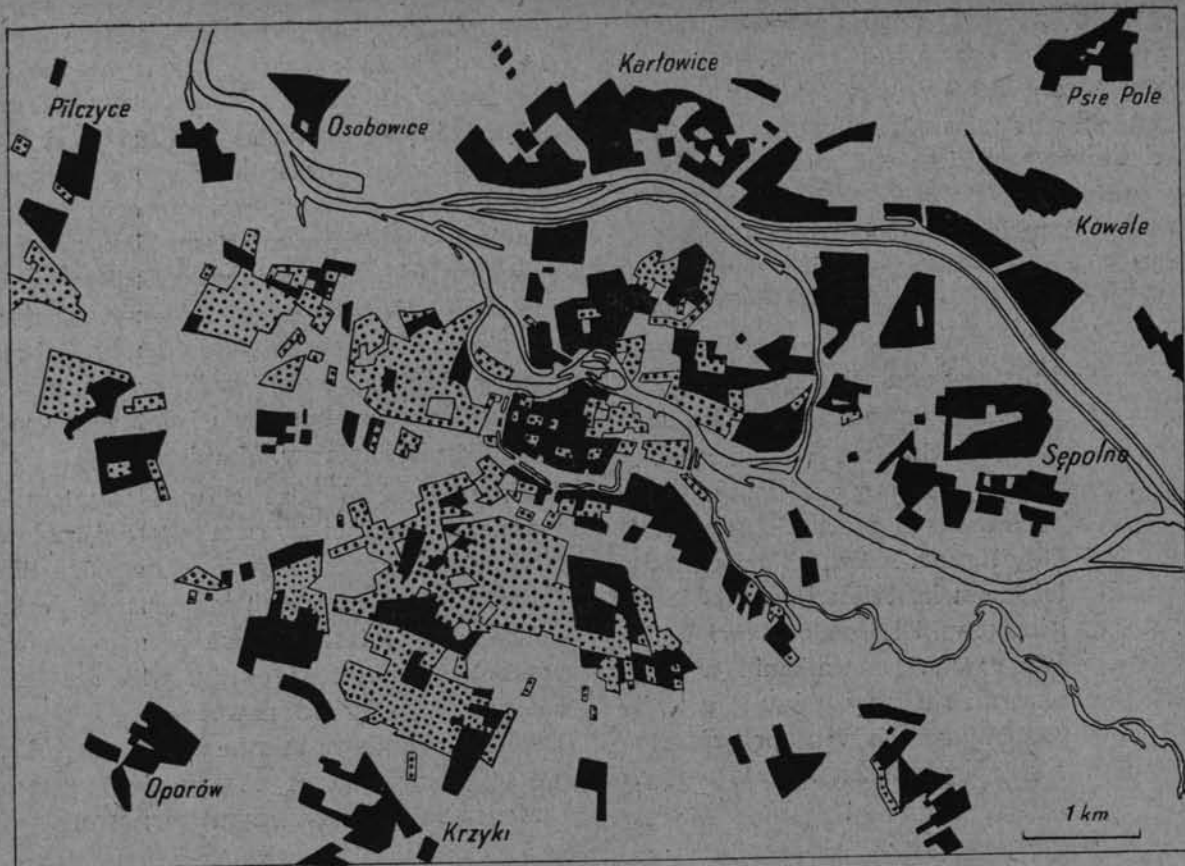 Karłowice
Psie Pole
Pilczyce
Osobowice
Kowale
Sępolno
Oporów
Krzyki
1 km